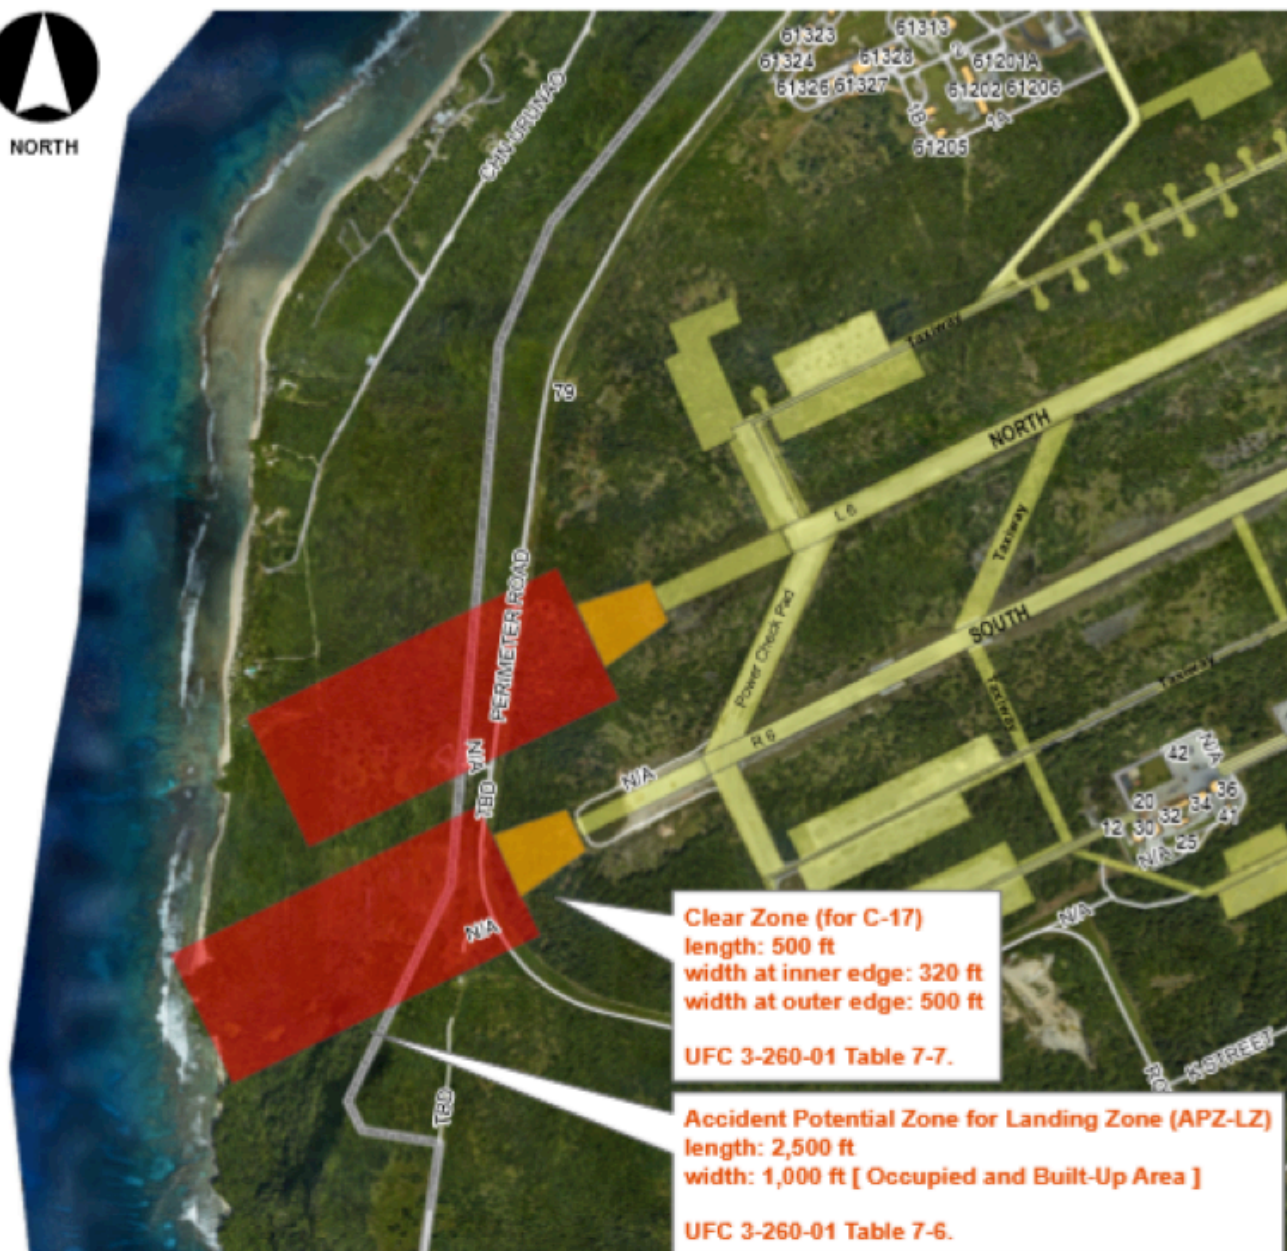 NORTH
61323
61313
61324
61328
61201A
61326
61327
61202
61206
1B
2A
61205
CHN URUNAO
Taxiway
79
NORTH
L 6
Taxiway
PERIMETER ROAD
Power Check Pad
SOUTH
Taxiway
Taxiway
R 6
N/A
N/A
TBD
42
N/A
36
20
34
32
41
12
30
25
N/A
N/A
N/A
Clear Zone (for C-17)
length: 500 ft
width at inner edge: 320 ft
width at outer edge: 500 ft
UFC 3-260-01 Table 7-7.
K STREET
TBD
Accident Potential Zone for Landing Zone (APZ-LZ)
length: 2,500 ft
width: 1,000 ft [ Occupied and Built-Up Area ]
UFC 3-260-01 Table 7-6.